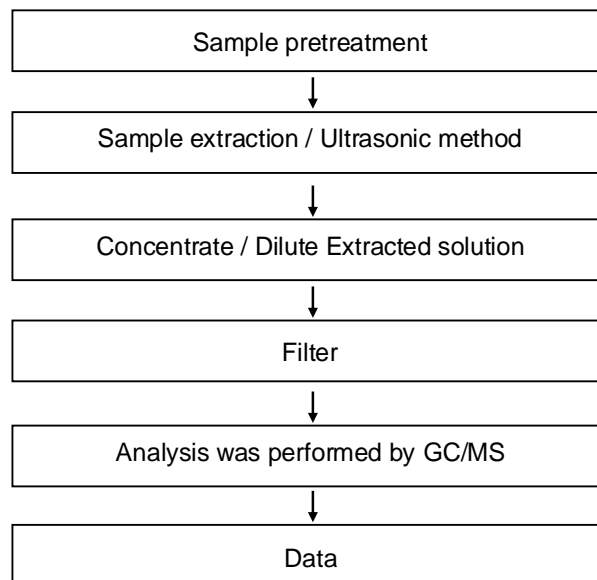 Sample pretreatment
Sample extraction / Ultrasonic method
Concentrate / Dilute Extracted solution
Filter
Analysis was performed by GC/MS
Data